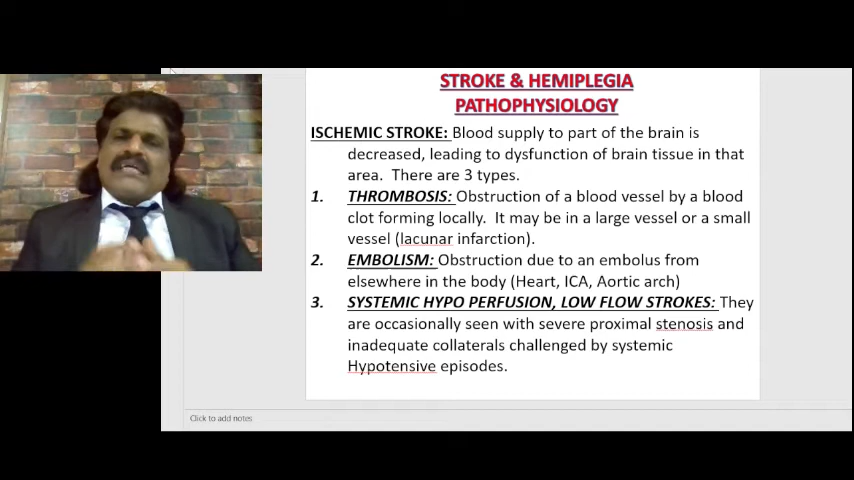 STROKE & HEMIPLEGIA
PATHOPHYSIOLOGY
ISCHEMIC STROKE: Blood supply to part of the brain is
decreased, leading to dysfunction of brain tissue in that
area. There are 3 types.
1. THROMBOSIS: Obstruction of a blood vessel by a blood
clot forming locally. It may be in a large vessel or a small
vessel (lacunar infarction).
2. EMBOLISM: Obstruction due to an embolus from
elsewhere in the body (Heart, ICA, Aortic arch)
3. SYSTEMIC HYPO PERFUSION, LOW FLOW STROKES: They
are occasionally seen with severe proximal stenosis and
inadequate collaterals challenged by systemic
Hypotensive episodes.
Click to add notes